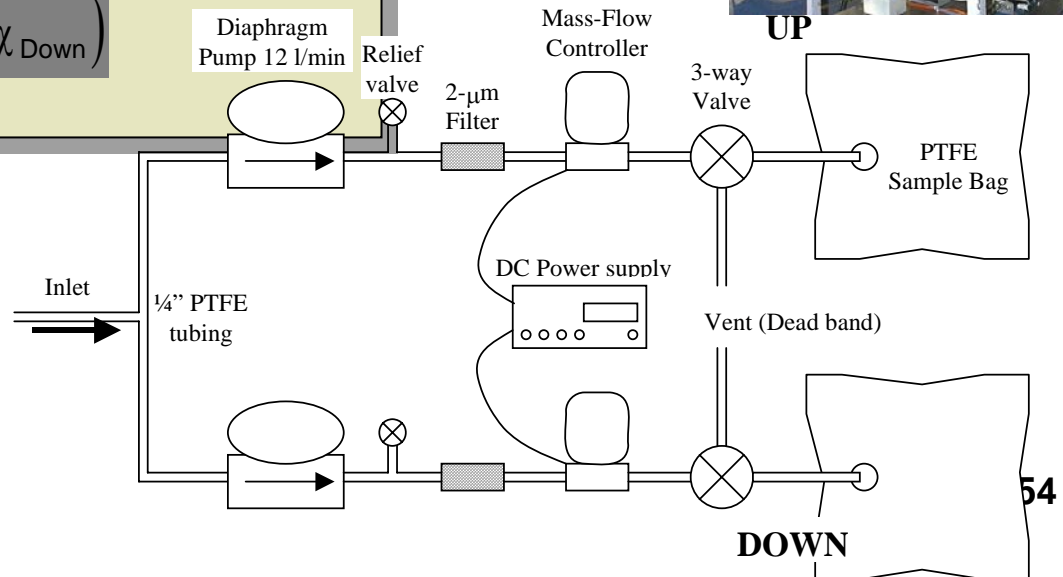 χ Down )
UP
Diaphragm
Pump 12 l/min
Relief
valve
2-μm
Filter
Mass-Flow
Controller
3-way
Valve
PTFE
Sample Bag
Inlet
¼” PTFE
tubing
DC Power supply
Vent (Dead band)
54
DOWN